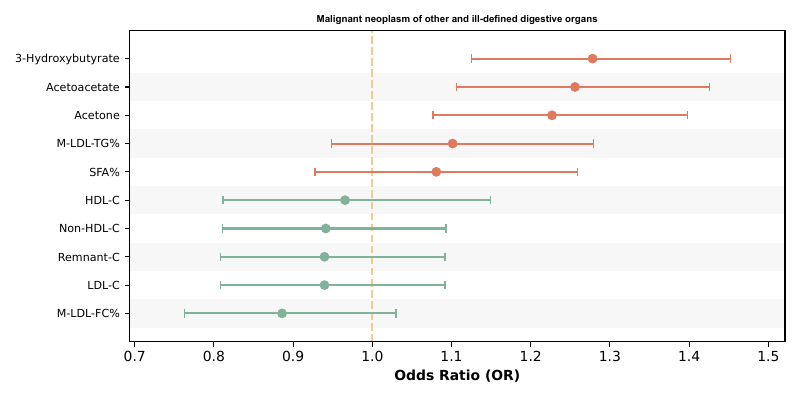 Malignant neoplasm of other and ill-defined digestive organs
3-Hydroxybutyrate
Acetoacetate
Acetone
M-LDL-TG%
SFA%
HDL-C
Non-HDL-C
Remnant-C
LDL-C
M-LDL-FC%
0.7 0.8 0.9 1.0 1.1 1.2 1.3 1.4 1.5
Odds Ratio (OR)